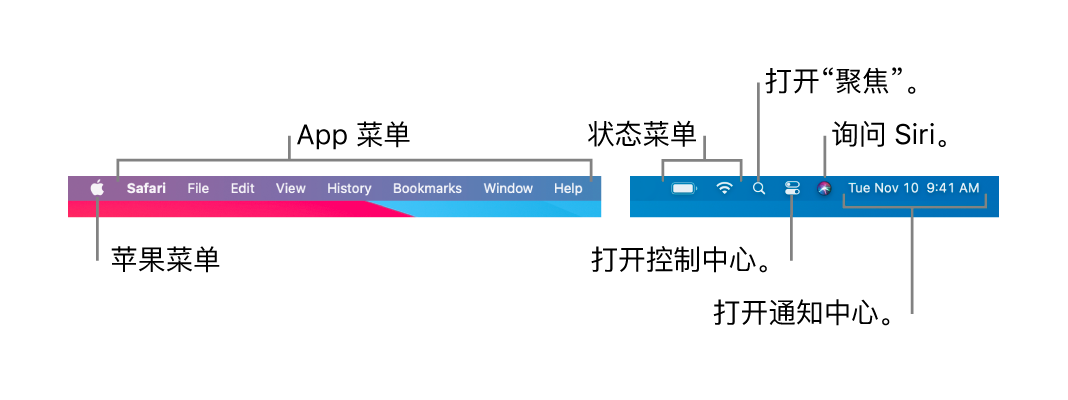 打开“聚焦”。
App 菜单
状态菜单
询问 Siri。
Safari File Edit View History Bookmarks Window Help
Tue Nov 10 9:41 AM
苹果菜单
打开控制中心。
打开通知中心。